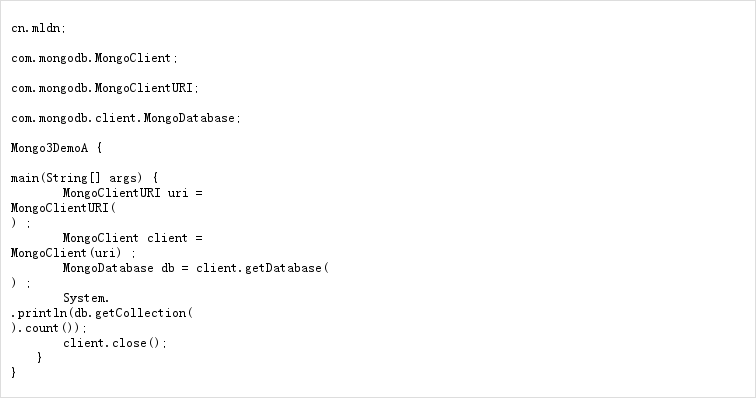 cn.mldn;
com.mongodb.MongoClient;
com.mongodb.MongoClientURI;
com.mongodb.client.MongoDatabase;
Mongo3DemoA {
main(String[] args) {
MongoClientURI uri =
MongoClientURI(
) ;
MongoClient client =
MongoClient(uri) ;
MongoDatabase db = client.getDatabase(
) ;
System.
.println(db.getCollection(
).count());
client.close();
}
}